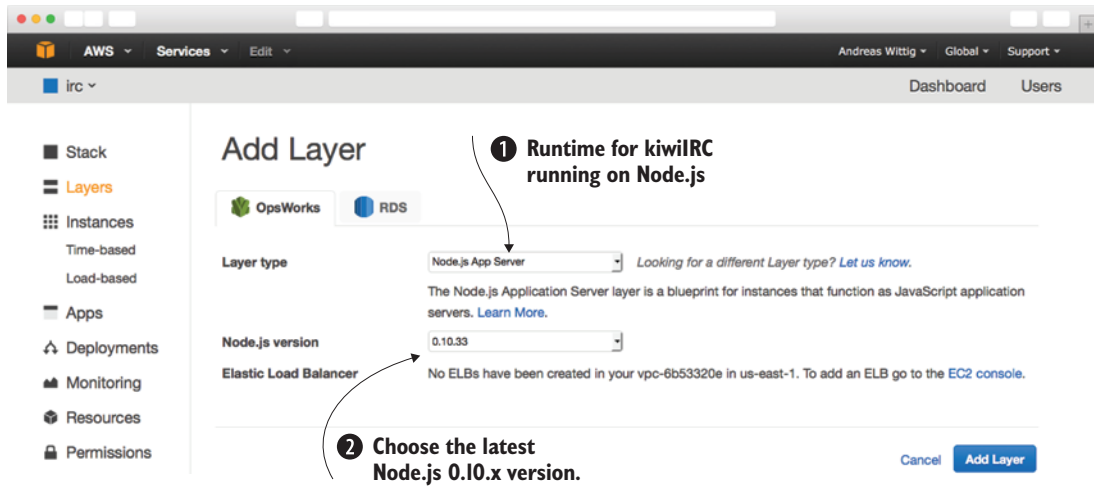 AWS Services Edit Andreas Wittig Global Support
irc Dashboard Users
Stack
Layers
Instances
Time-based
Load-based
Apps
Deployments
Monitoring
Resources
Permissions
Add Layer
1 Runtime for kiwiIRC
running on Node.js
OpsWorks RDS
Layer type Node.js App Server Looking for a different Layer type? Let us know.
The Node.js Application Server layer is a blueprint for instances that function as JavaScript application
servers. Learn More.
Node.js version 0.10.33
Elastic Load Balancer No ELBs have been created in your vpc-6b53320e in us-east-1. To add an ELB go to the EC2 console.
2 Choose the latest
Node.js 0.10.x version.
Cancel Add Layer